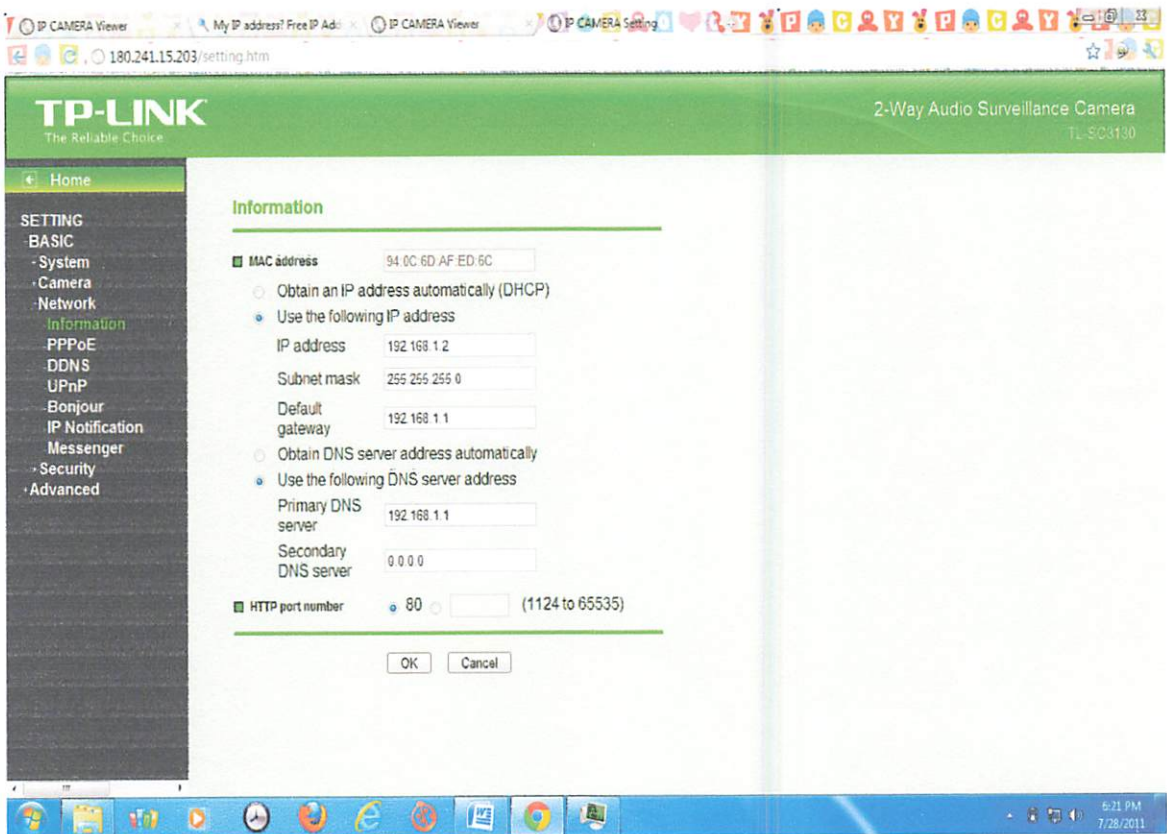 IP CAMERA Viewer
My IP address? Free IP Add
IP CAMERA Viewer
IP CAMERA Setting
180.241.15.203/setting.htm
TP-LINK
The Reliable Choice
2-Way Audio Surveillance Camera
TL-SC3130
Home
SETTING
BASIC
System
Camera
Network
Information
PPPoE
DDNS
UPnP
Bonjour
IP Notification
Messenger
Security
Advanced
Information
MAC address 94:0C:6D:AF:ED:6C
Obtain an IP address automatically (DHCP)
Use the following IP address
IP address 192.168.1.2
Subnet mask 255.255.255.0
Default
gateway 192.168.1.1
Obtain DNS server address automatically
Use the following DNS server address
Primary DNS
server 192.168.1.1
Secondary
DNS server 0.0.0.0
HTTP port number 80 (1124 to 65535)
OK Cancel
6:21 PM
7/28/2011